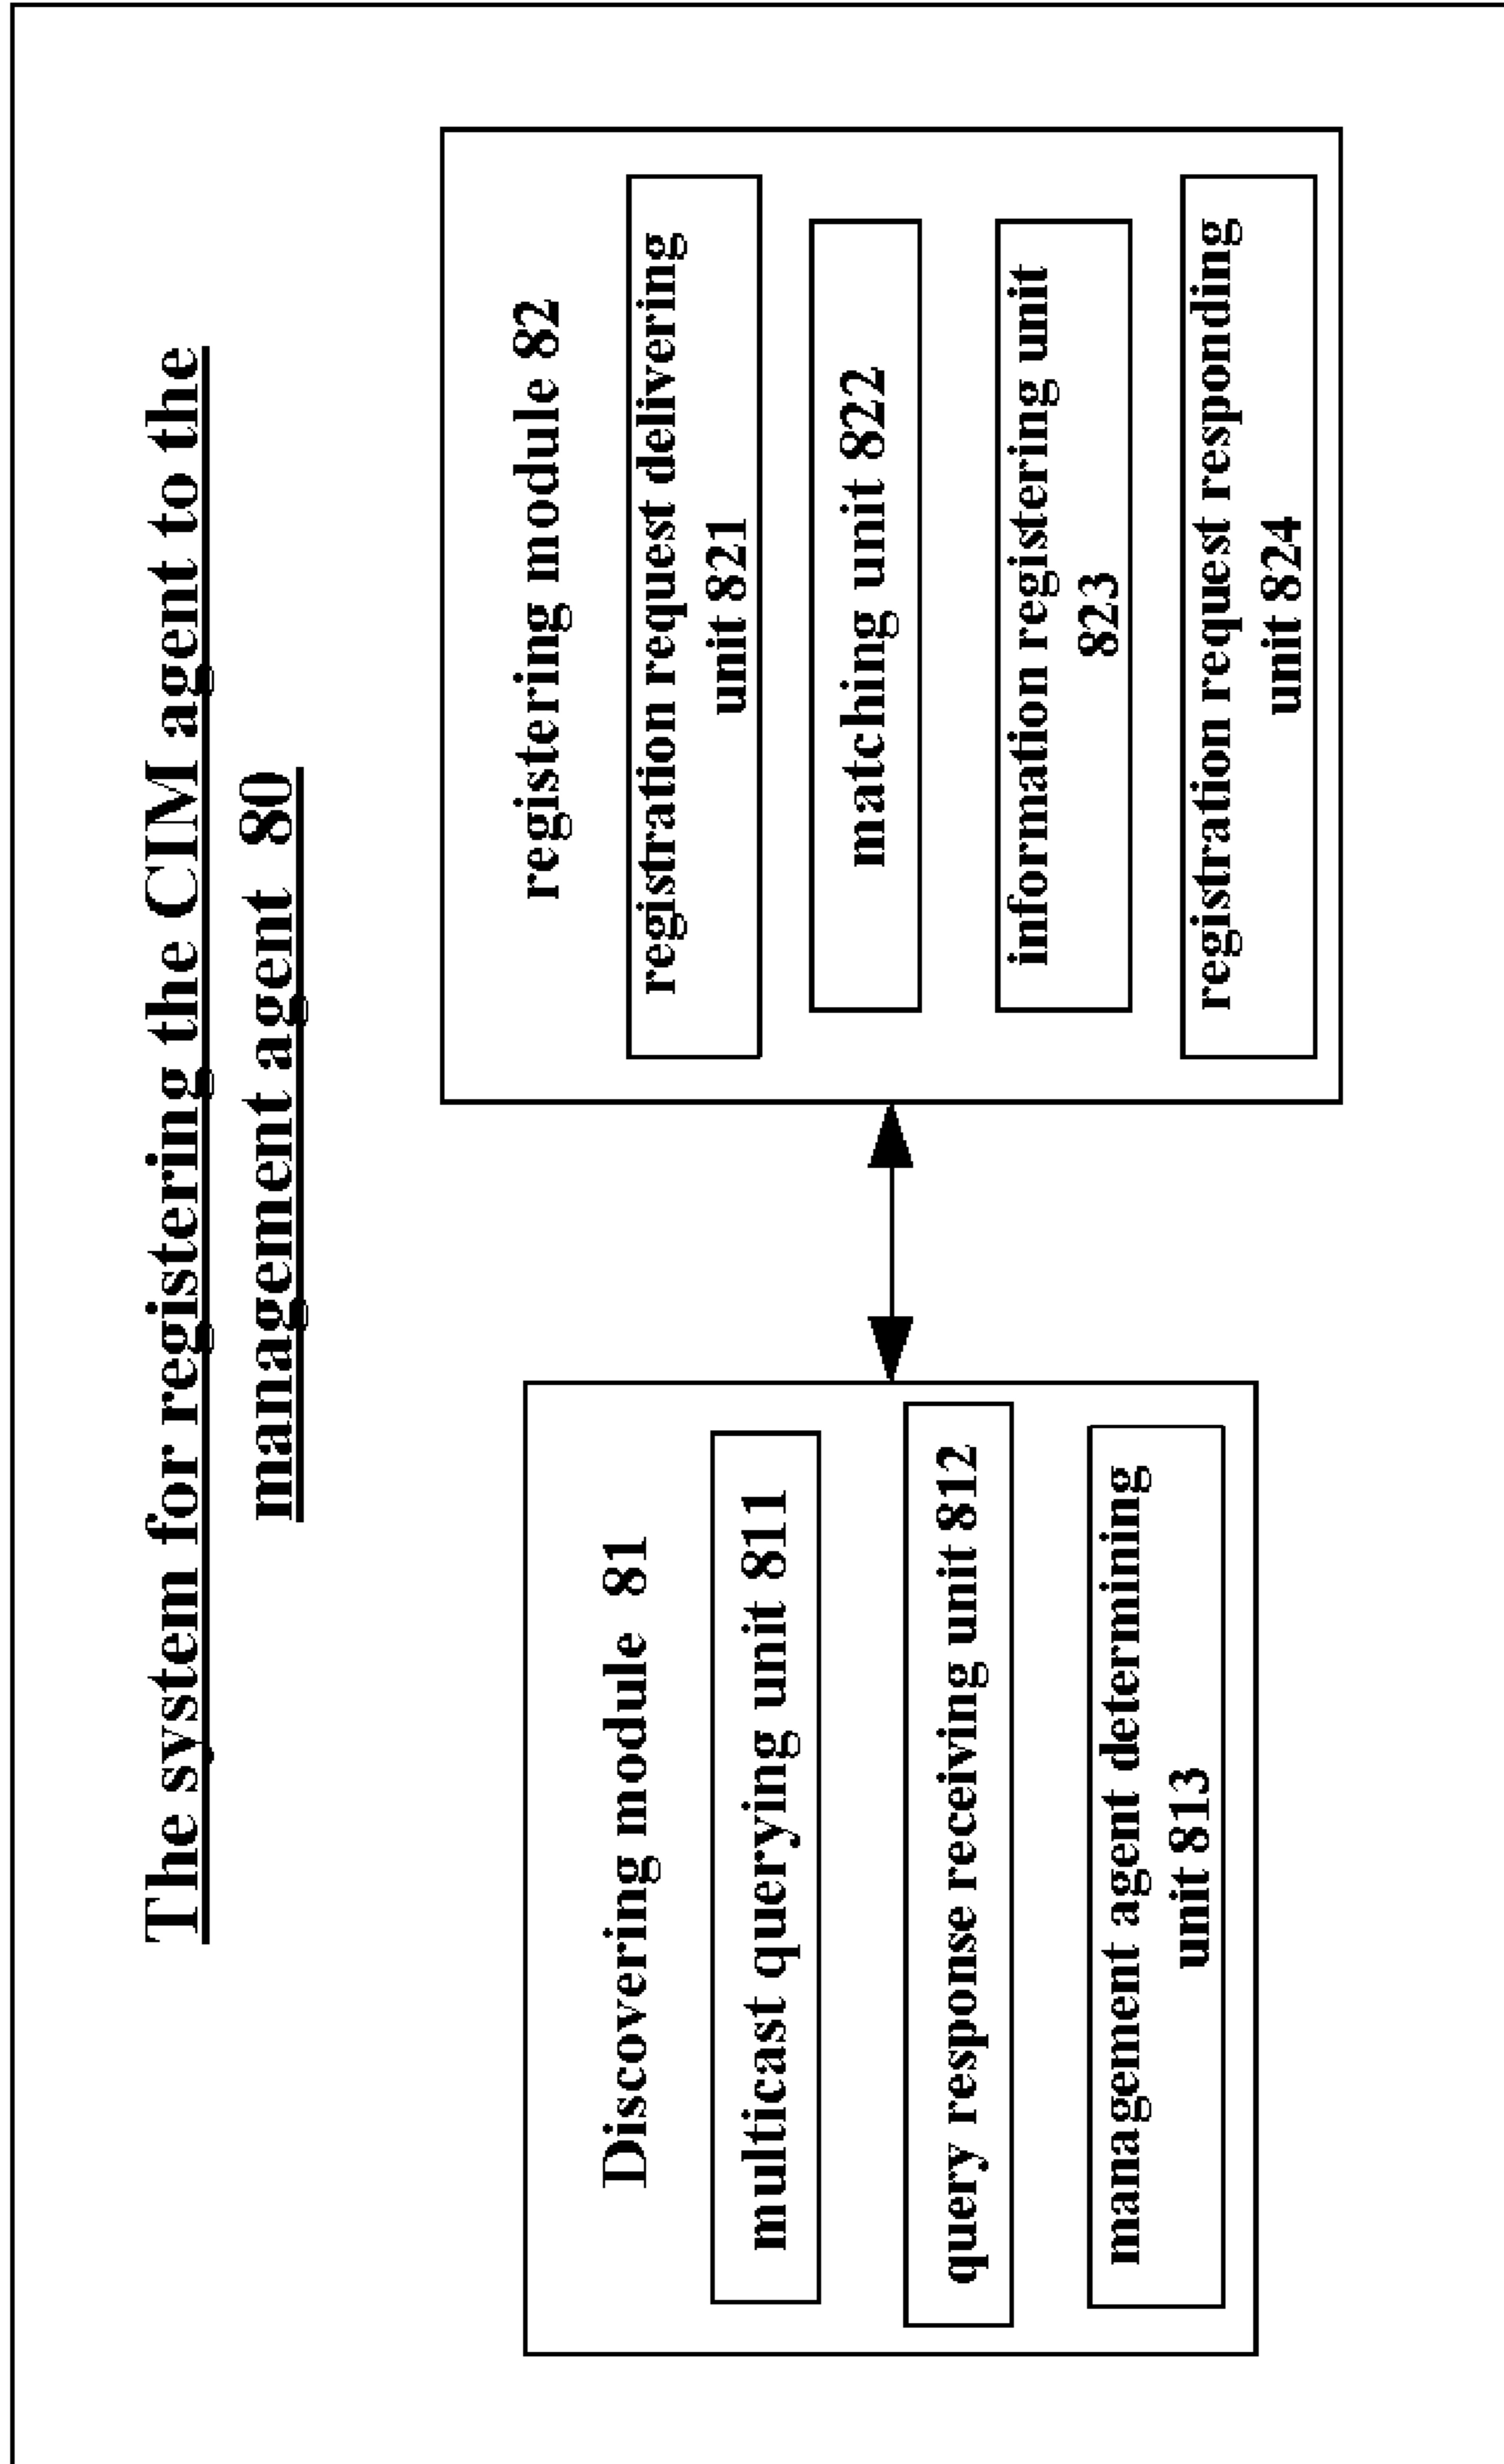 The system for registering the CIM agent to the
management agent 80
Discovering module 81
multicast querying unit 811
query response receiving unit 812
management agent determining
unit 813
registering module 82
registration request delivering
unit 821
matching unit 822
information registering unit
823
registration request responding
unit 824